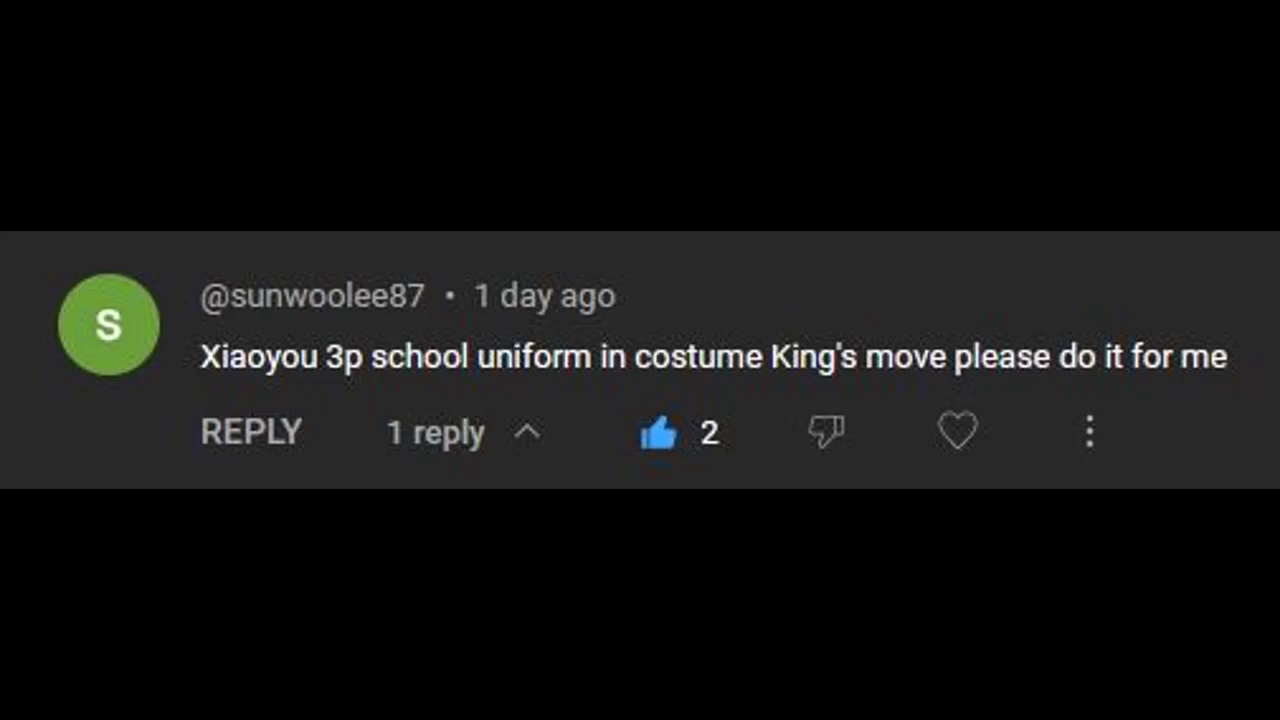 S
@sunwoolee87 • 1 day ago
Xiaoyou 3p school uniform in costume King's move please do it for me
REPLY 1 reply 2